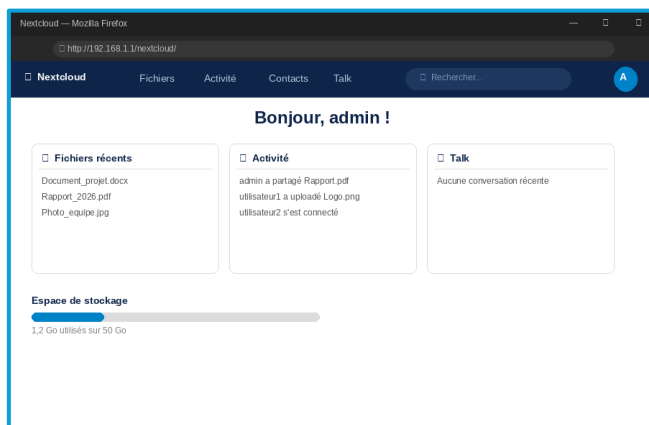 Nextcloud — Mozilla Firefox
http://192.168.1.1/nextcloud/
Nextcloud Fichiers Activité Contacts Talk Rechercher... A
Bonjour, admin !
Fichiers récents
Document_projet.docx
Rapport_2026.pdf
Photo_equipe.jpg
Activité
admin a partagé Rapport.pdf
utilisateur1 a uploadé Logo.png
utilisateur2 s'est connecté
Talk
Aucune conversation récente
Espace de stockage
1,2 Go utilisés sur 50 Go